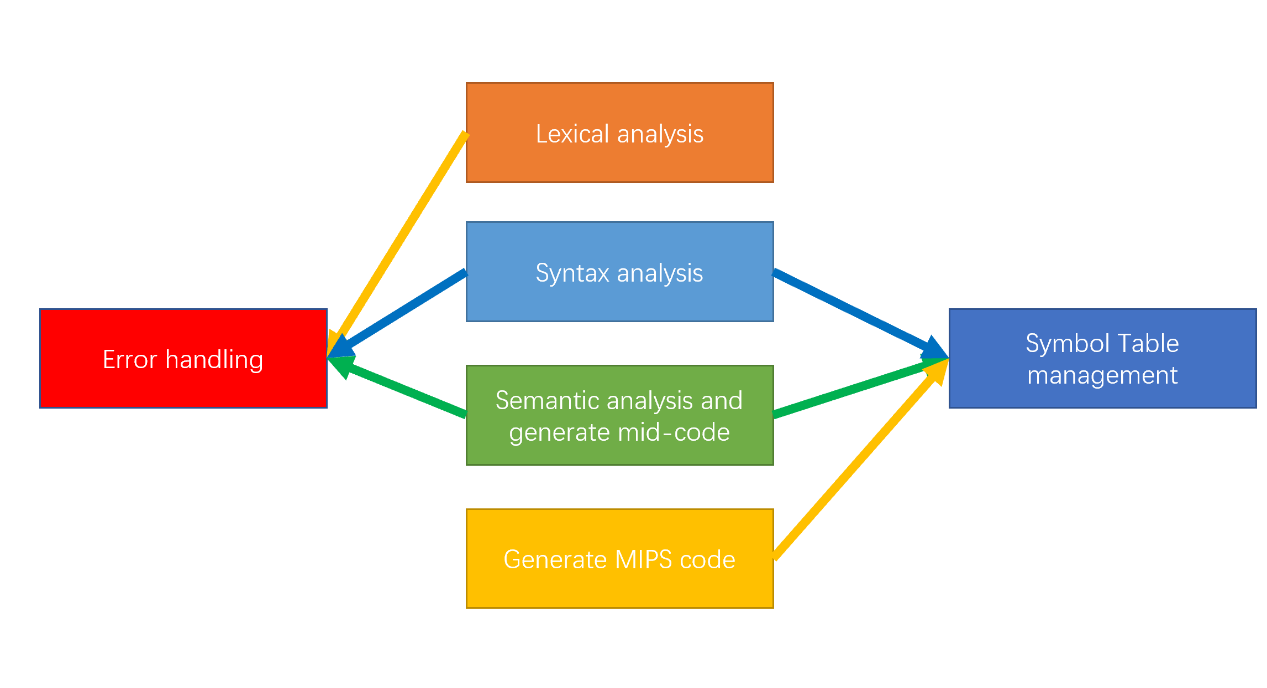 Lexical analysis
Syntax analysis
Error handling
Symbol Table
management
Semantic analysis and
generate mid-code
Generate MIPS code